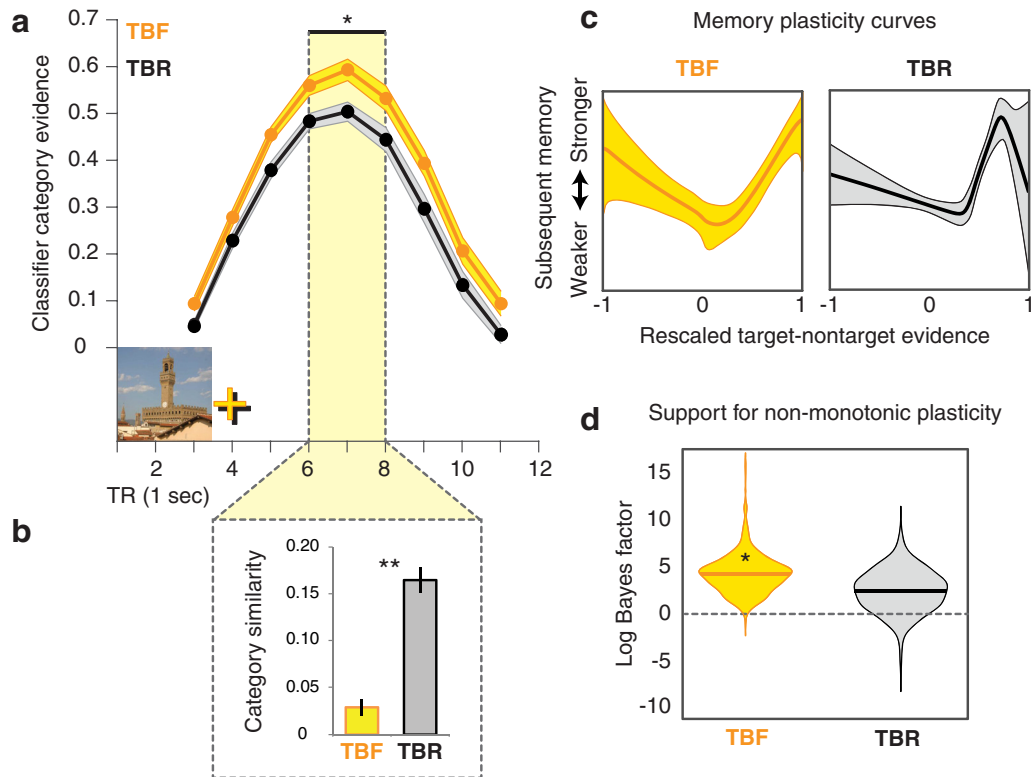 a
TBF
TBR
*
0.7
0.6
0.5
0.4
0.3
0.2
0.1
0
Classifier category evidence
2 4 6 8 10 12
TR (1 sec)
b
0.20
0.15
0.10
0.05
0
Category similarity
**
TBF TBR
c
Memory plasticity curves
TBF TBR
Subsequent memory
Weaker Stronger
-1 0 1 -1 0 1
Rescaled target-nontarget evidence
d
Support for non-monotonic plasticity
15
10
5
0
-5
-10
Log Bayes factor
*
TBF TBR